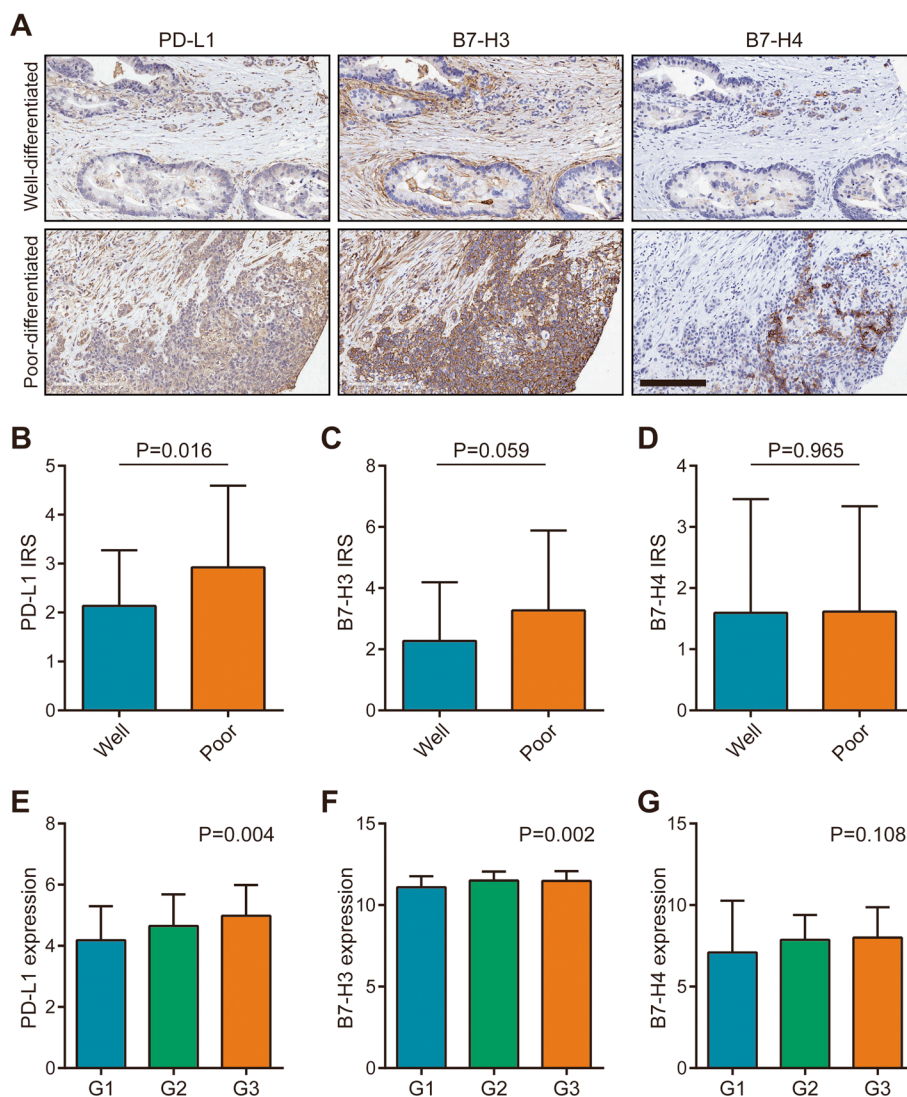 A
PD-L1
B7-H3
B7-H4
Well-differentiated
Poor-differentiated
B
P=0.016
PD-L1 IRS
5
4
3
2
1
0
Well
Poor
C
P=0.059
B7-H3 IRS
8
6
4
2
0
Well
Poor
D
P=0.965
B7-H4 IRS
4
3
2
1
0
Well
Poor
E
P=0.004
PD-L1 expression
8
6
4
2
0
G1
G2
G3
F
P=0.002
B7-H3 expression
15
10
5
0
G1
G2
G3
G
P=0.108
B7-H4 expression
15
10
5
0
G1
G2
G3